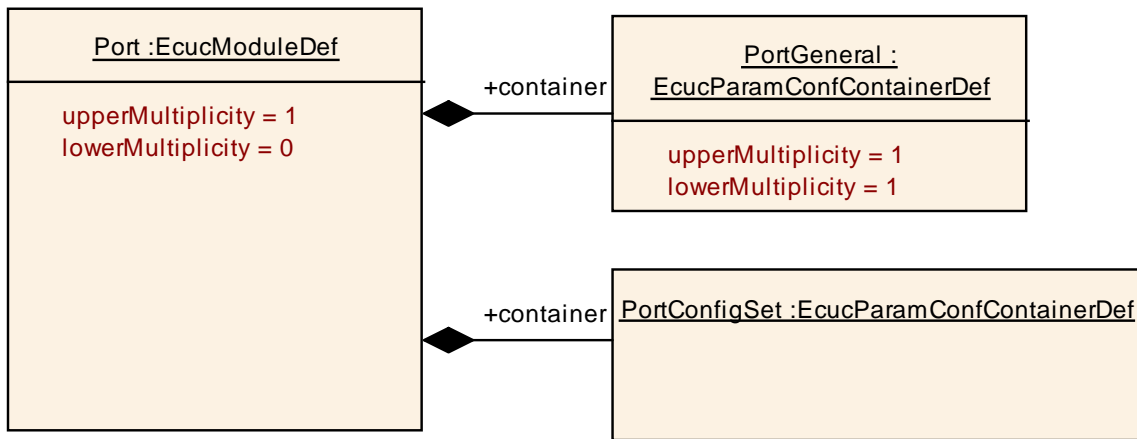 Port :EcucModuleDef
upperMultiplicity = 1
lowerMultiplicity = 0
+container
PortGeneral :
EcucParamConfContainerDef
upperMultiplicity = 1
lowerMultiplicity = 1
+container
PortConfigSet :EcucParamConfContainerDef